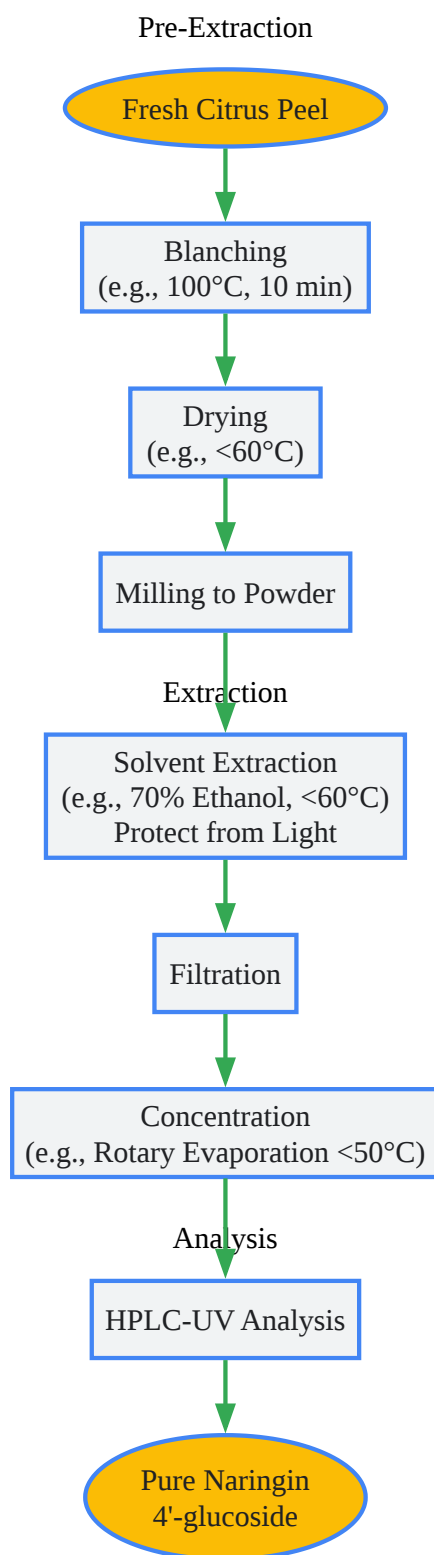 Pre-Extraction
Fresh Citrus Peel
Blanching
(e.g., 100°C, 10 min)
Drying
(e.g., <60°C)
Milling to Powder
Extraction
Solvent Extraction
(e.g., 70% Ethanol, <60°C)
Protect from Light
Filtration
Concentration
(e.g., Rotary Evaporation <50°C)
Analysis
HPLC-UV Analysis
Pure Naringin
4'-glucoside